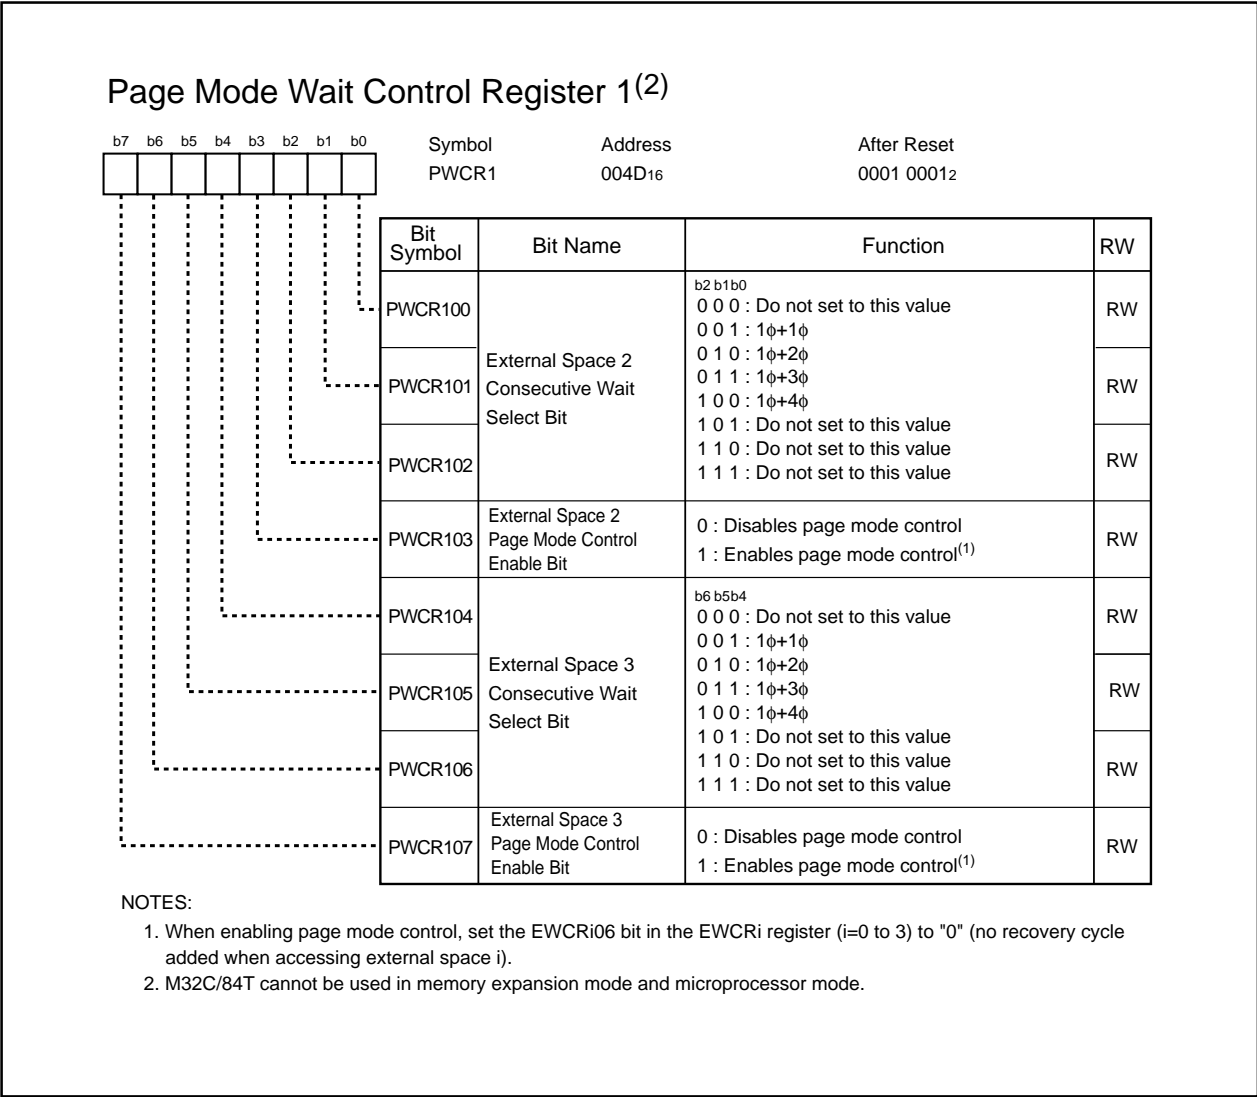 Page Mode Wait Control Register 1(2)
b7 b6 b5 b4 b3 b2 b1 b0
Symbol Address After Reset
PWCR1 004D16 0001 00012
Bit Symbol Bit Name Function RW
PWCR100 RW
PWCR101 RW
PWCR102 RW
External Space 2
Consecutive Wait
Select Bit
b2 b1b0
0 0 0 : Do not set to this value
0 0 1 : 1ϕ+1ϕ
0 1 0 : 1ϕ+2ϕ
0 1 1 : 1ϕ+3ϕ
1 0 0 : 1ϕ+4ϕ
1 0 1 : Do not set to this value
1 1 0 : Do not set to this value
1 1 1 : Do not set to this value
PWCR103 RW
External Space 2
Page Mode Control
Enable Bit
0 : Disables page mode control
1 : Enables page mode control(1)
PWCR104 RW
PWCR105 RW
PWCR106 RW
External Space 3
Consecutive Wait
Select Bit
b6 b5b4
0 0 0 : Do not set to this value
0 0 1 : 1ϕ+1ϕ
0 1 0 : 1ϕ+2ϕ
0 1 1 : 1ϕ+3ϕ
1 0 0 : 1ϕ+4ϕ
1 0 1 : Do not set to this value
1 1 0 : Do not set to this value
1 1 1 : Do not set to this value
PWCR107 RW
External Space 3
Page Mode Control
Enable Bit
0 : Disables page mode control
1 : Enables page mode control(1)
NOTES:
1. When enabling page mode control, set the EWCRi06 bit in the EWCRi register (i=0 to 3) to "0" (no recovery cycle
added when accessing external space i).
2. M32C/84T cannot be used in memory expansion mode and microprocessor mode.